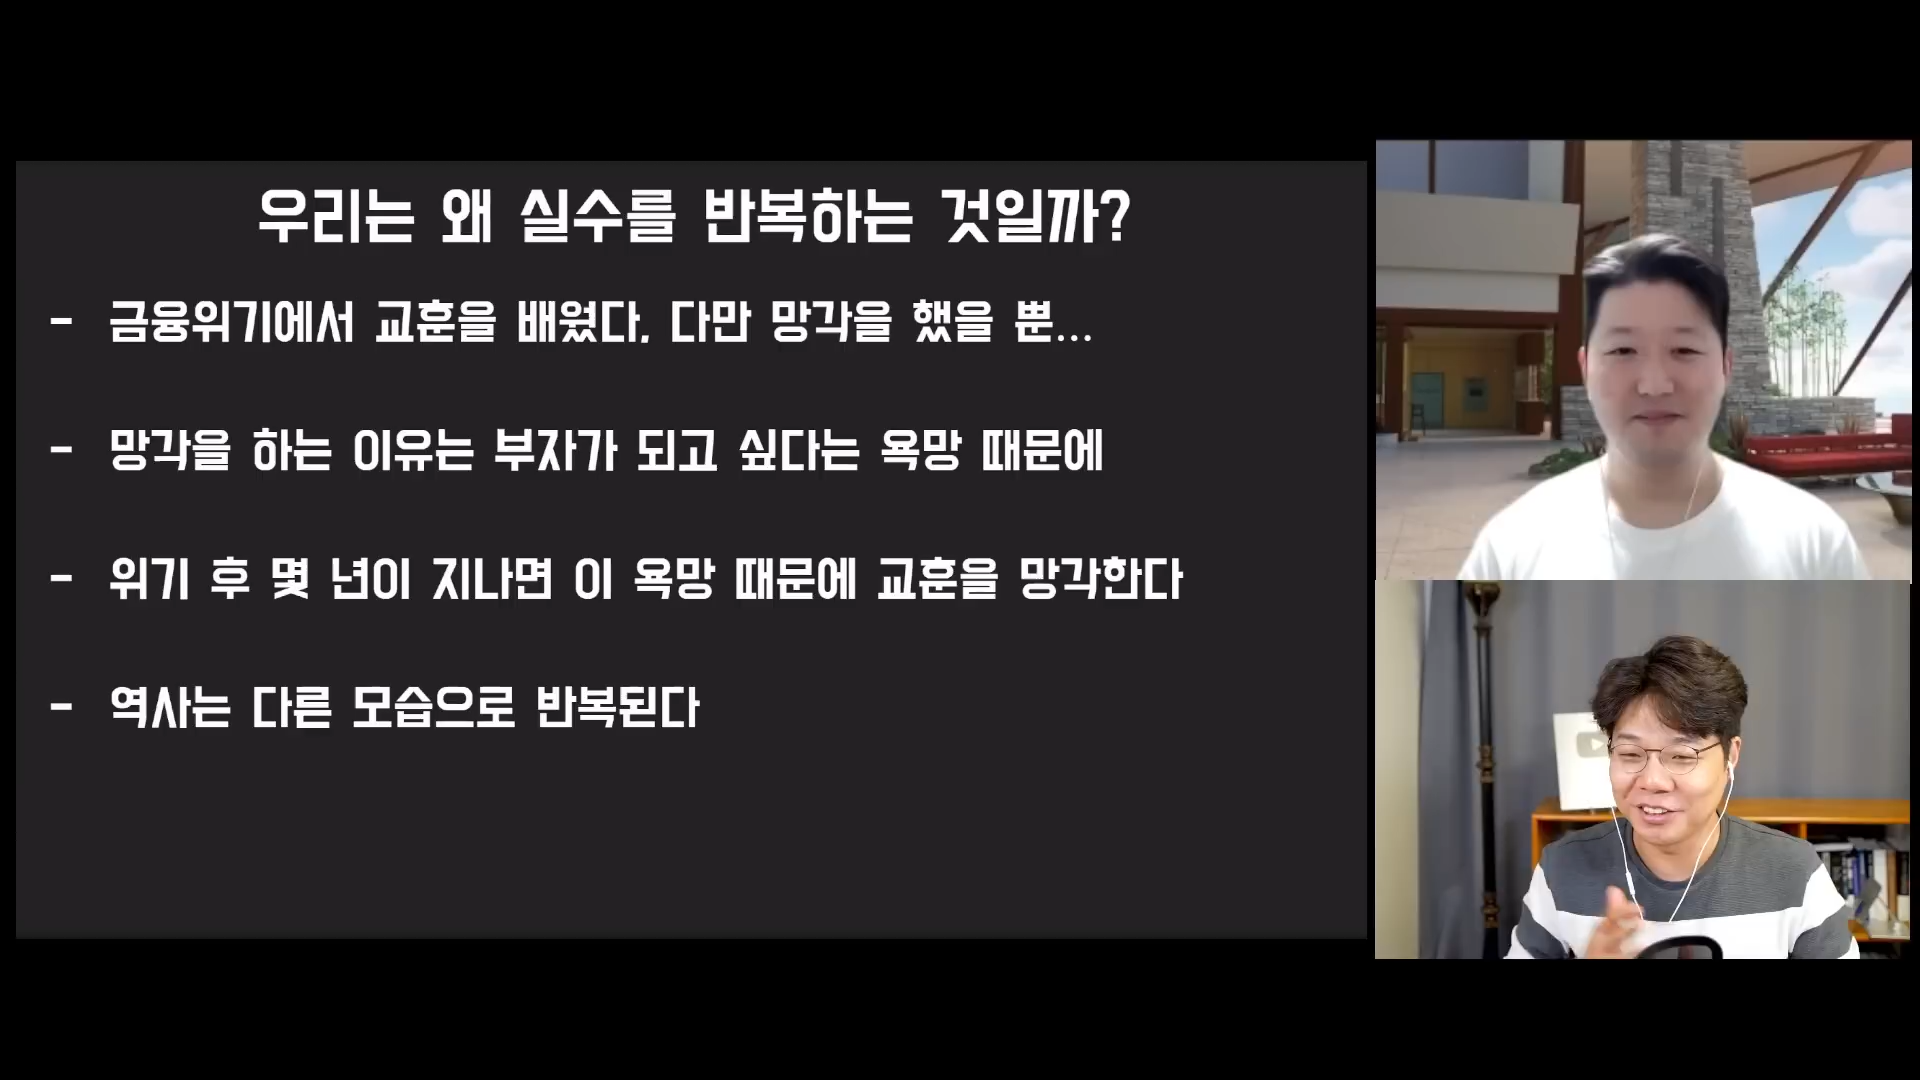 우리는 왜 실수를 반복하는 것일까?
- 금융위기에서 교훈을 배웠다, 다만 망각을 했을 뿐...
- 망각을 하는 이유는 부자가 되고 싶다는 욕망 때문에
- 위기 후 몇 년이 지나면 이 욕망 때문에 교훈을 망각한다
- 역사는 다른 모습으로 반복된다